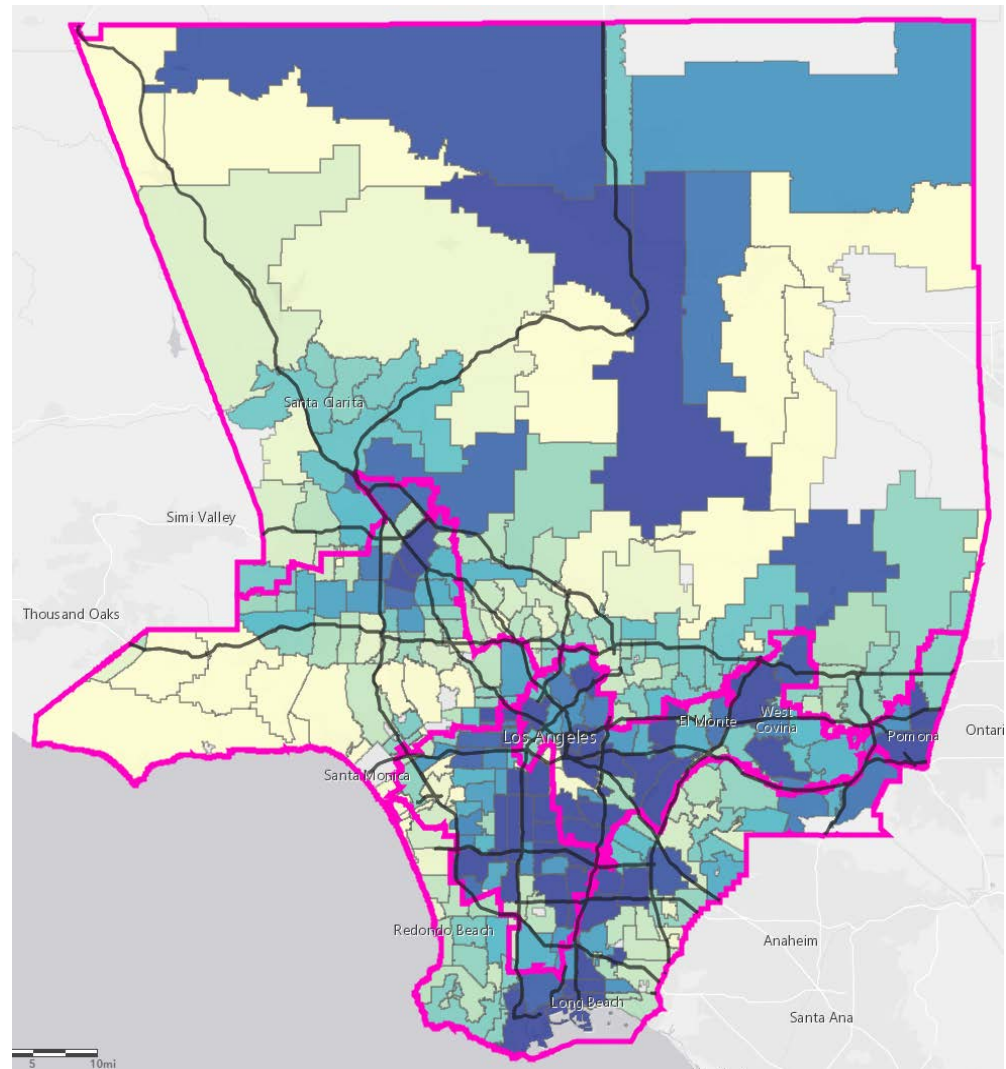 Santa Clarita
Simi Valley
Thousand Oaks
El Monte
West
Covina
Los Angeles
Pomona
Ontari
Santa Monica
Redondo Beach
Anaheim
Long Beach
Santa Ana
5 10mi